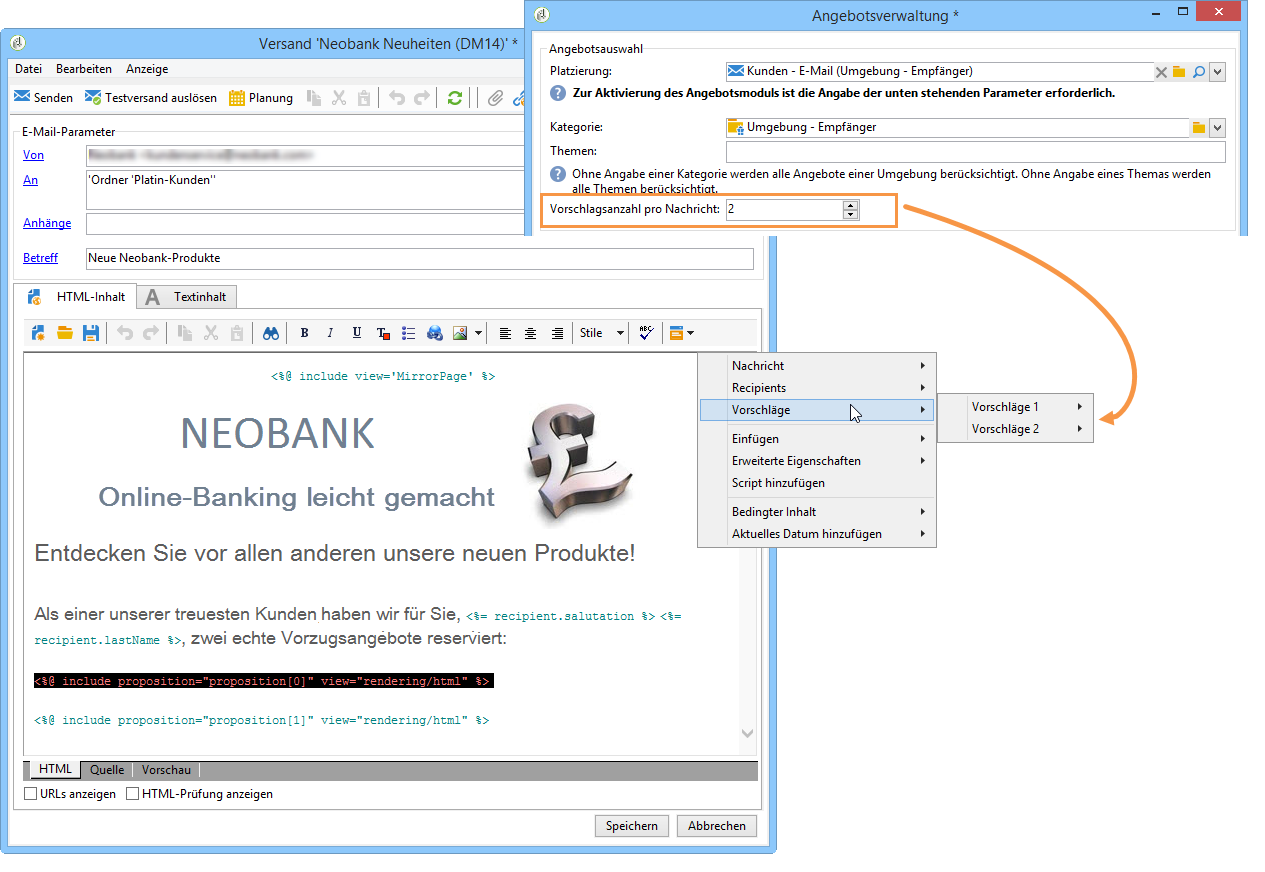 Angebotsverwaltung *
Angebotsauswahl
Platzierung:
Kunden - E-Mail (Umgebung - Empfänger)
Zur Aktivierung des Angebotsmoduls ist die Angabe der unten stehenden Parameter erforderlich.
Kategorie:
Umgebung - Empfänger
Themen:
Ohne Angabe einer Kategorie werden alle Angebote einer Umgebung berücksichtigt. Ohne Angabe eines Themas werden
alle Themen berücksichtigt.
Vorschlagsanzahl pro Nachricht: 2
Versand 'Neobank Neuheiten (DM14)' *
Datei Bearbeiten Anzeige
Senden Testversand auslösen Planung
E-Mail-Parameter
Von
An
'Ordner 'Platin-Kunden''
Anhänge
Betreff
Neue Neobank-Produkte
HTML-Inhalt
A Textinhalt
B I U T Stile ABC
<%@ include view='MirrorPage' %>
NEOBANK
Online-Banking leicht gemacht
Entdecken Sie vor allen anderen unsere neuen Produkte!
Als einer unserer treuesten Kunden haben wir für Sie, <%= recipient.salutation %> <%=
recipient.lastName %>, zwei echte Vorzugsangebote reserviert:
<%@ include proposition="proposition[0]" view="rendering/html" %>
<%@ include proposition="proposition[1]" view="rendering/html" %>
Nachricht
Recipients
Vorschläge
Einfügen
Erweiterte Eigenschaften
Script hinzufügen
Bedingter Inhalt
Aktuelles Datum hinzufügen
Vorschläge 1
Vorschläge 2
HTML Quelle Vorschau
URLs anzeigen HTML-Prüfung anzeigen
Speichern Abbrechen